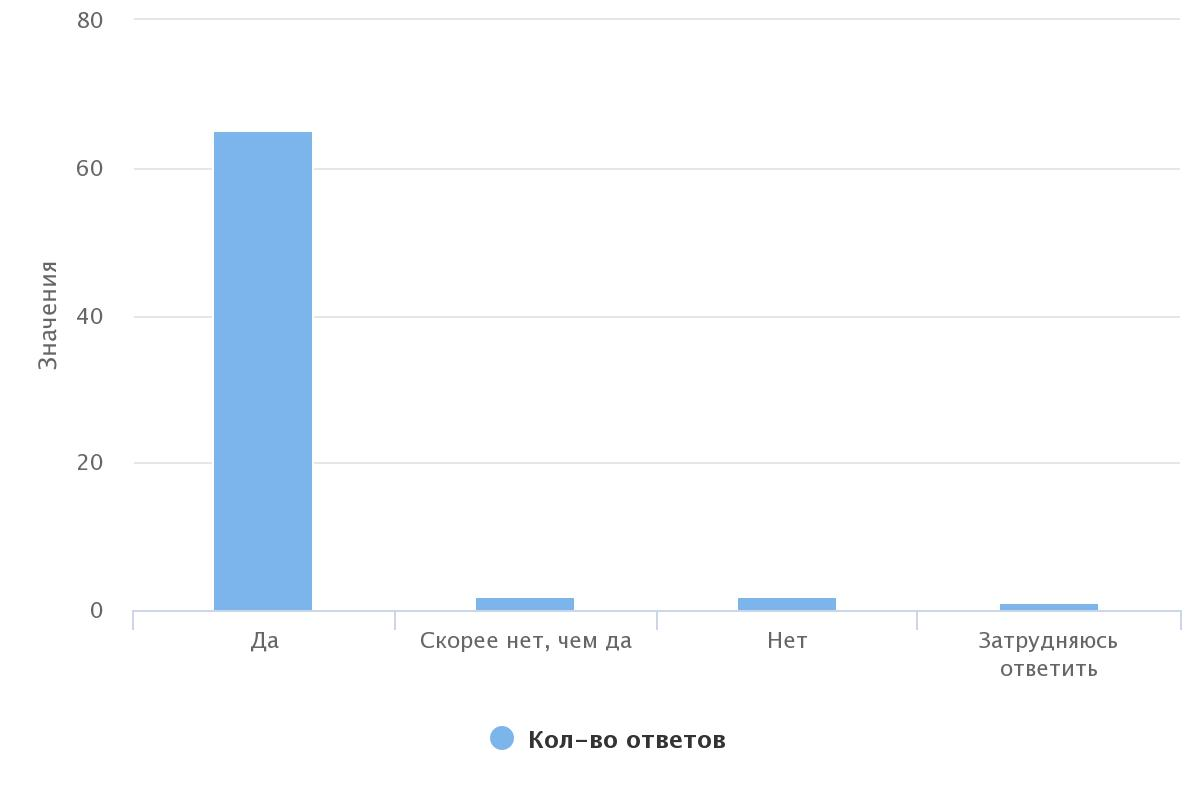 80
60
40
20
0
Значения
Да
Скорее нет, чем да
Нет
Затрудняюсь
ответить
Кол-во ответов